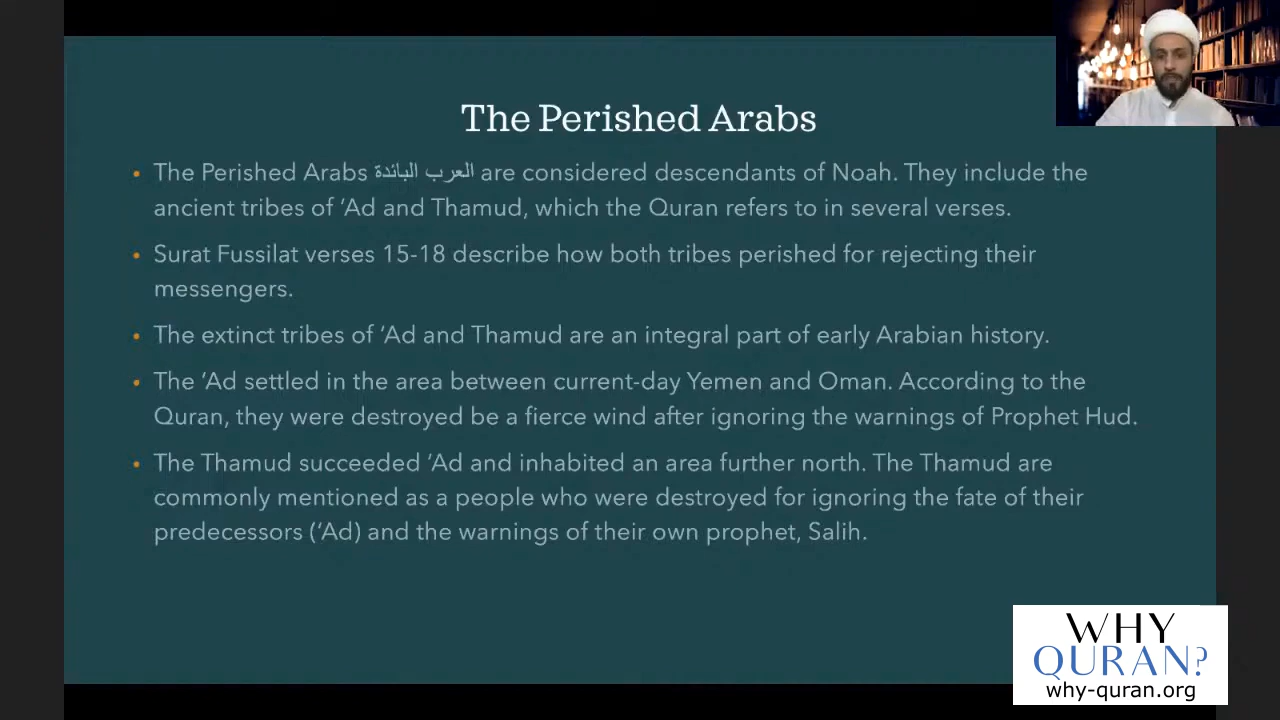 The Perished Arabs
• The Perished Arabs العرب البائدة are considered descendants of Noah. They include the
ancient tribes of ‘Ad and Thamud, which the Quran refers to in several verses.
• Surat Fussilat verses 15-18 describe how both tribes perished for rejecting their
messengers.
• The extinct tribes of ‘Ad and Thamud are an integral part of early Arabian history.
• The ‘Ad settled in the area between current-day Yemen and Oman. According to the
Quran, they were destroyed be a fierce wind after ignoring the warnings of Prophet Hud.
• The Thamud succeeded ‘Ad and inhabited an area further north. The Thamud are
commonly mentioned as a people who were destroyed for ignoring the fate of their
predecessors (‘Ad) and the warnings of their own prophet, Salih.
WHY
QURAN?
why-quran.org